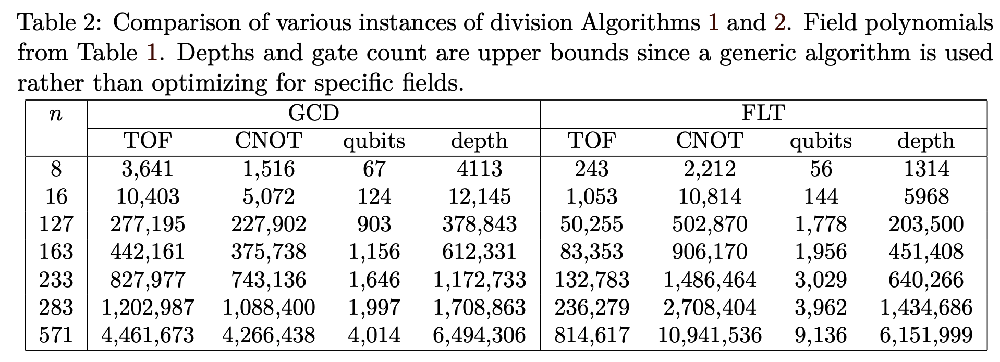 Table 2: Comparison of various instances of division Algorithms 1 and 2. Field polynomials
from Table 1. Depths and gate count are upper bounds since a generic algorithm is used
rather than optimizing for specific fields.
n GCD FLT
TOF CNOT qubits depth TOF CNOT qubits depth
8 3,641 1,516 67 4113 243 2,212 56 1314
16 10,403 5,072 124 12,145 1,053 10,814 144 5968
127 277,195 227,902 903 378,843 50,255 502,870 1,778 203,500
163 442,161 375,738 1,156 612,331 83,353 906,170 1,956 451,408
233 827,977 743,136 1,646 1,172,733 132,783 1,486,464 3,029 640,266
283 1,202,987 1,088,400 1,997 1,708,863 236,279 2,708,404 3,962 1,434,686
571 4,461,673 4,266,438 4,014 6,494,306 814,617 10,941,536 9,136 6,151,999